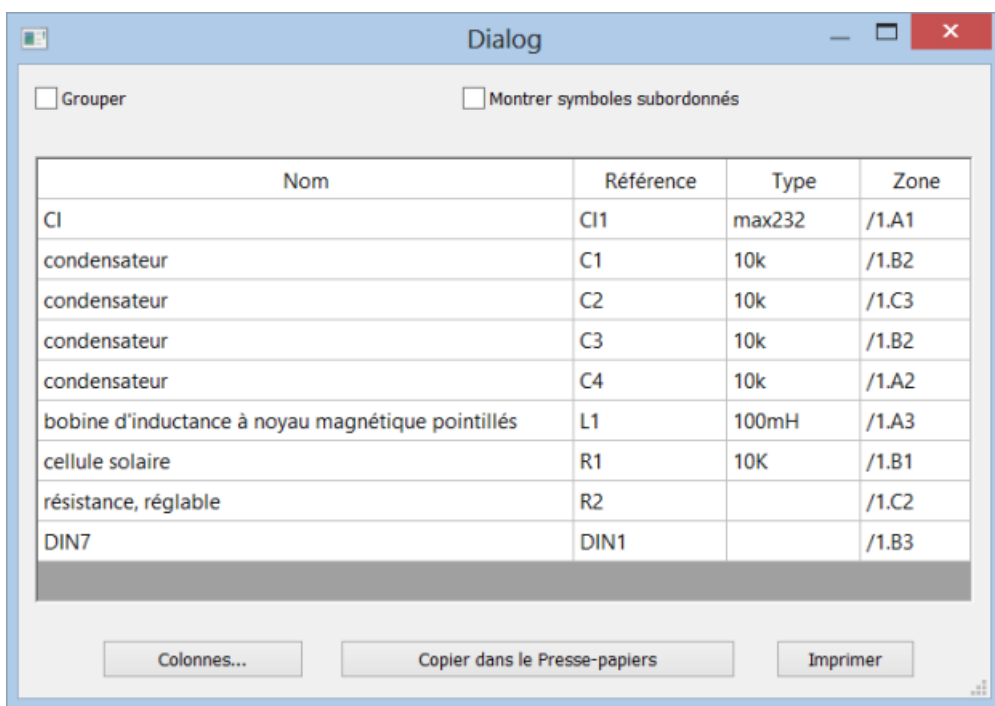 Dialog
Grouper Montrer symboles subordonnés
Nom Référence Type Zone
CI CI1 max232 /1.A1
condensateur C1 10k /1.B2
condensateur C2 10k /1.C3
condensateur C3 10k /1.B2
condensateur C4 10k /1.A2
bobine d'inductance à noyau magnétique pointillés L1 100mH /1.A3
cellule solaire R1 10K /1.B1
résistance, réglable R2 /1.C2
DIN7 DIN1 /1.B3
Colonnes... Copier dans le Presse-papiers Imprimer